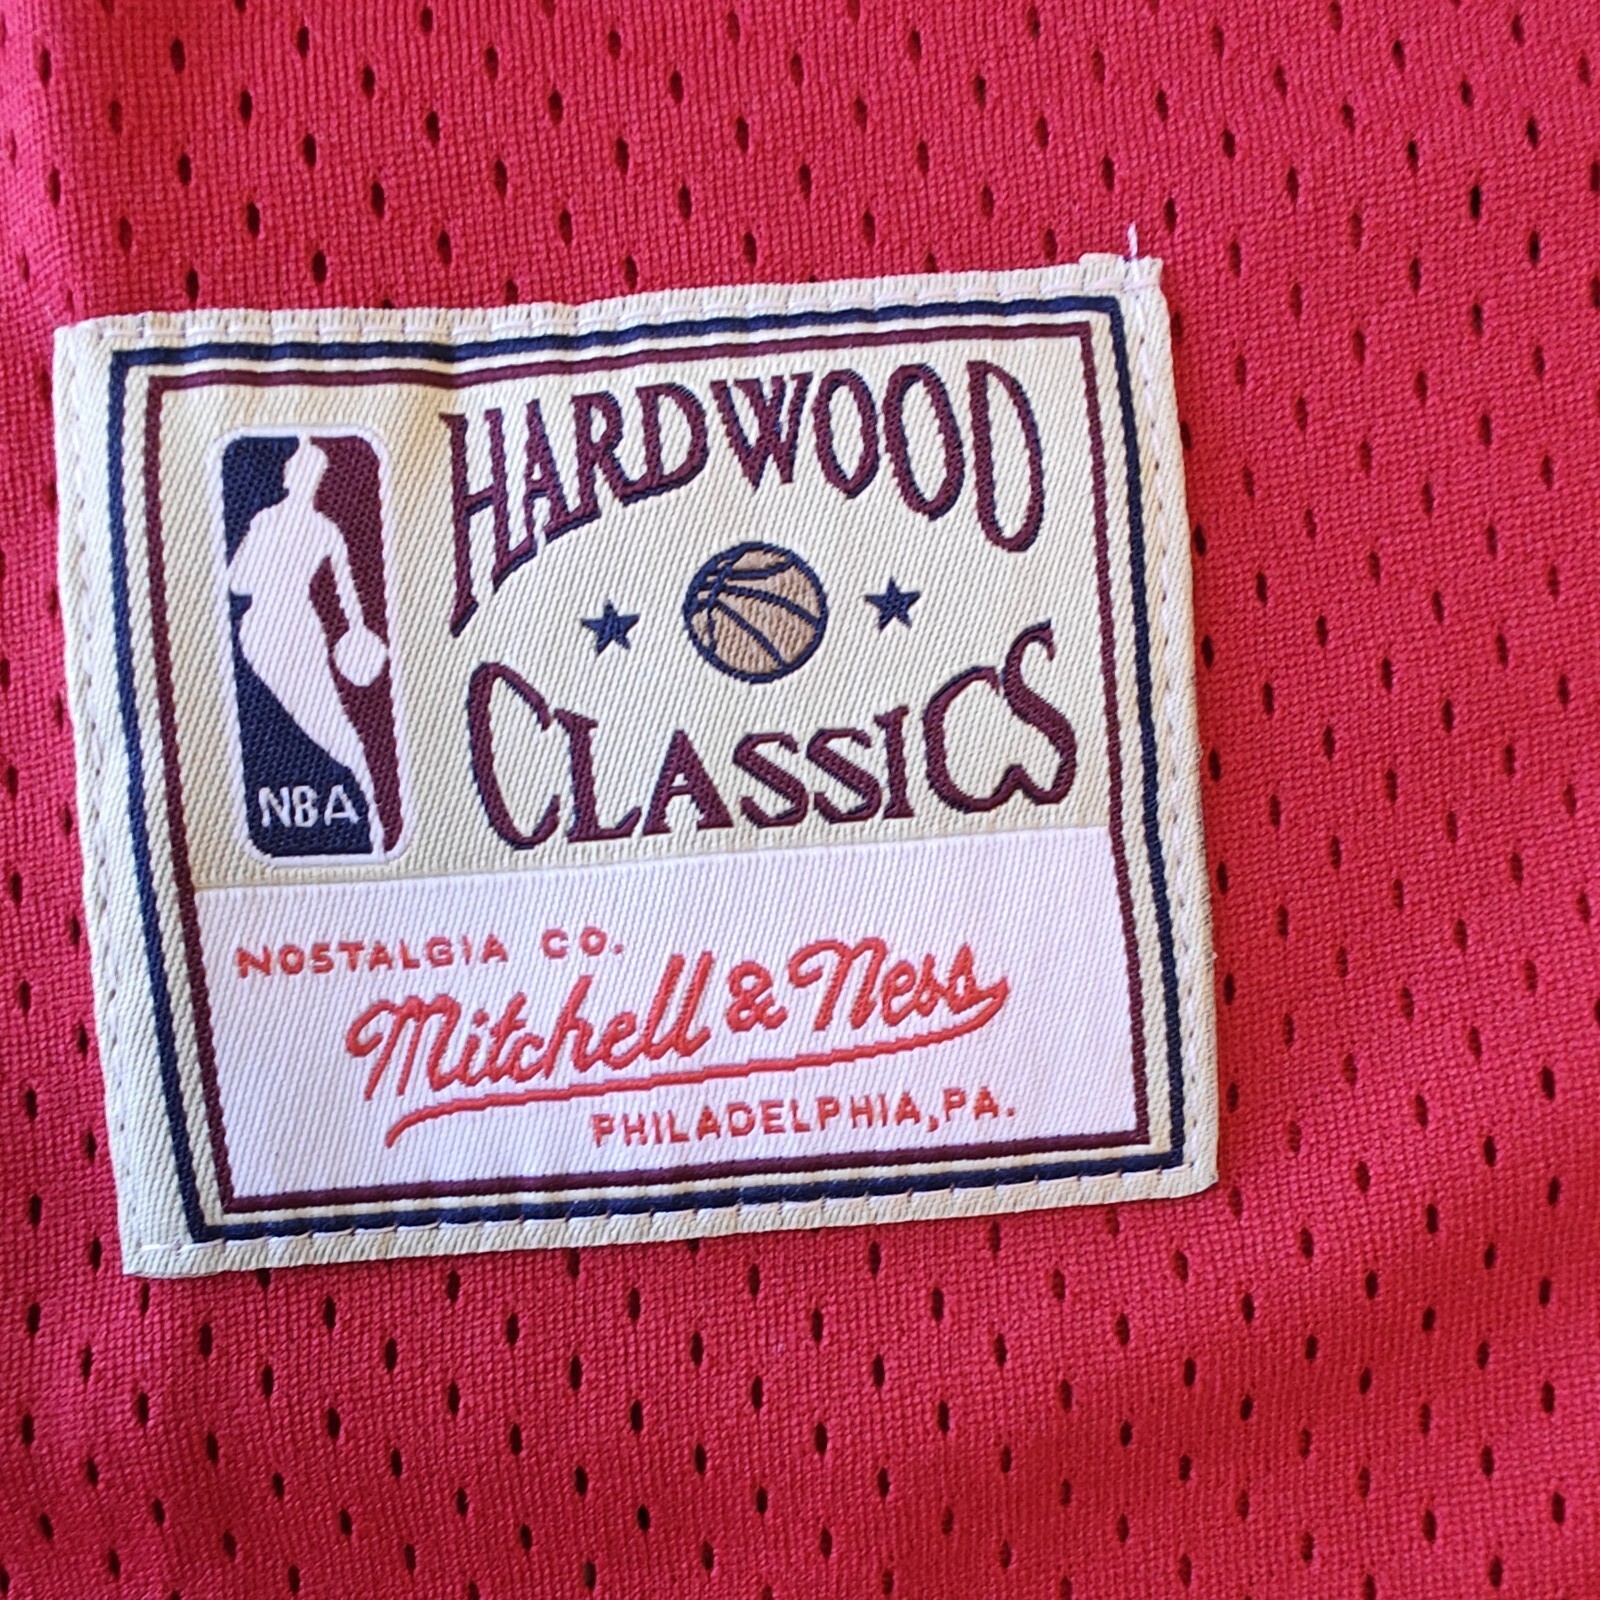 HARDWOOD
CLASSICS
NBA
NOSTALGIA CO.
Mitchell & Ness
PHILADELPHIA, PA.